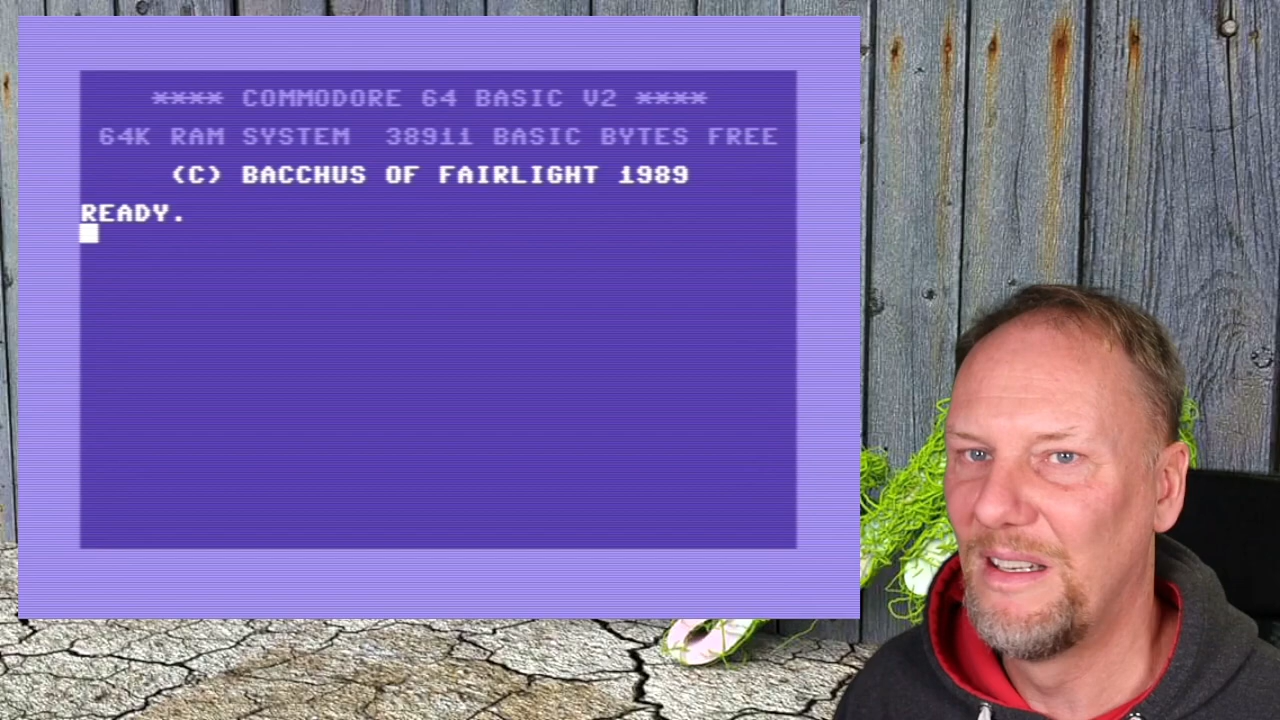 **** COMMODORE 64 BASIC V2 ****
64K RAM SYSTEM  38911 BASIC BYTES FREE
(C) BACCHUS OF FAIRLIGHT 1989
READY.